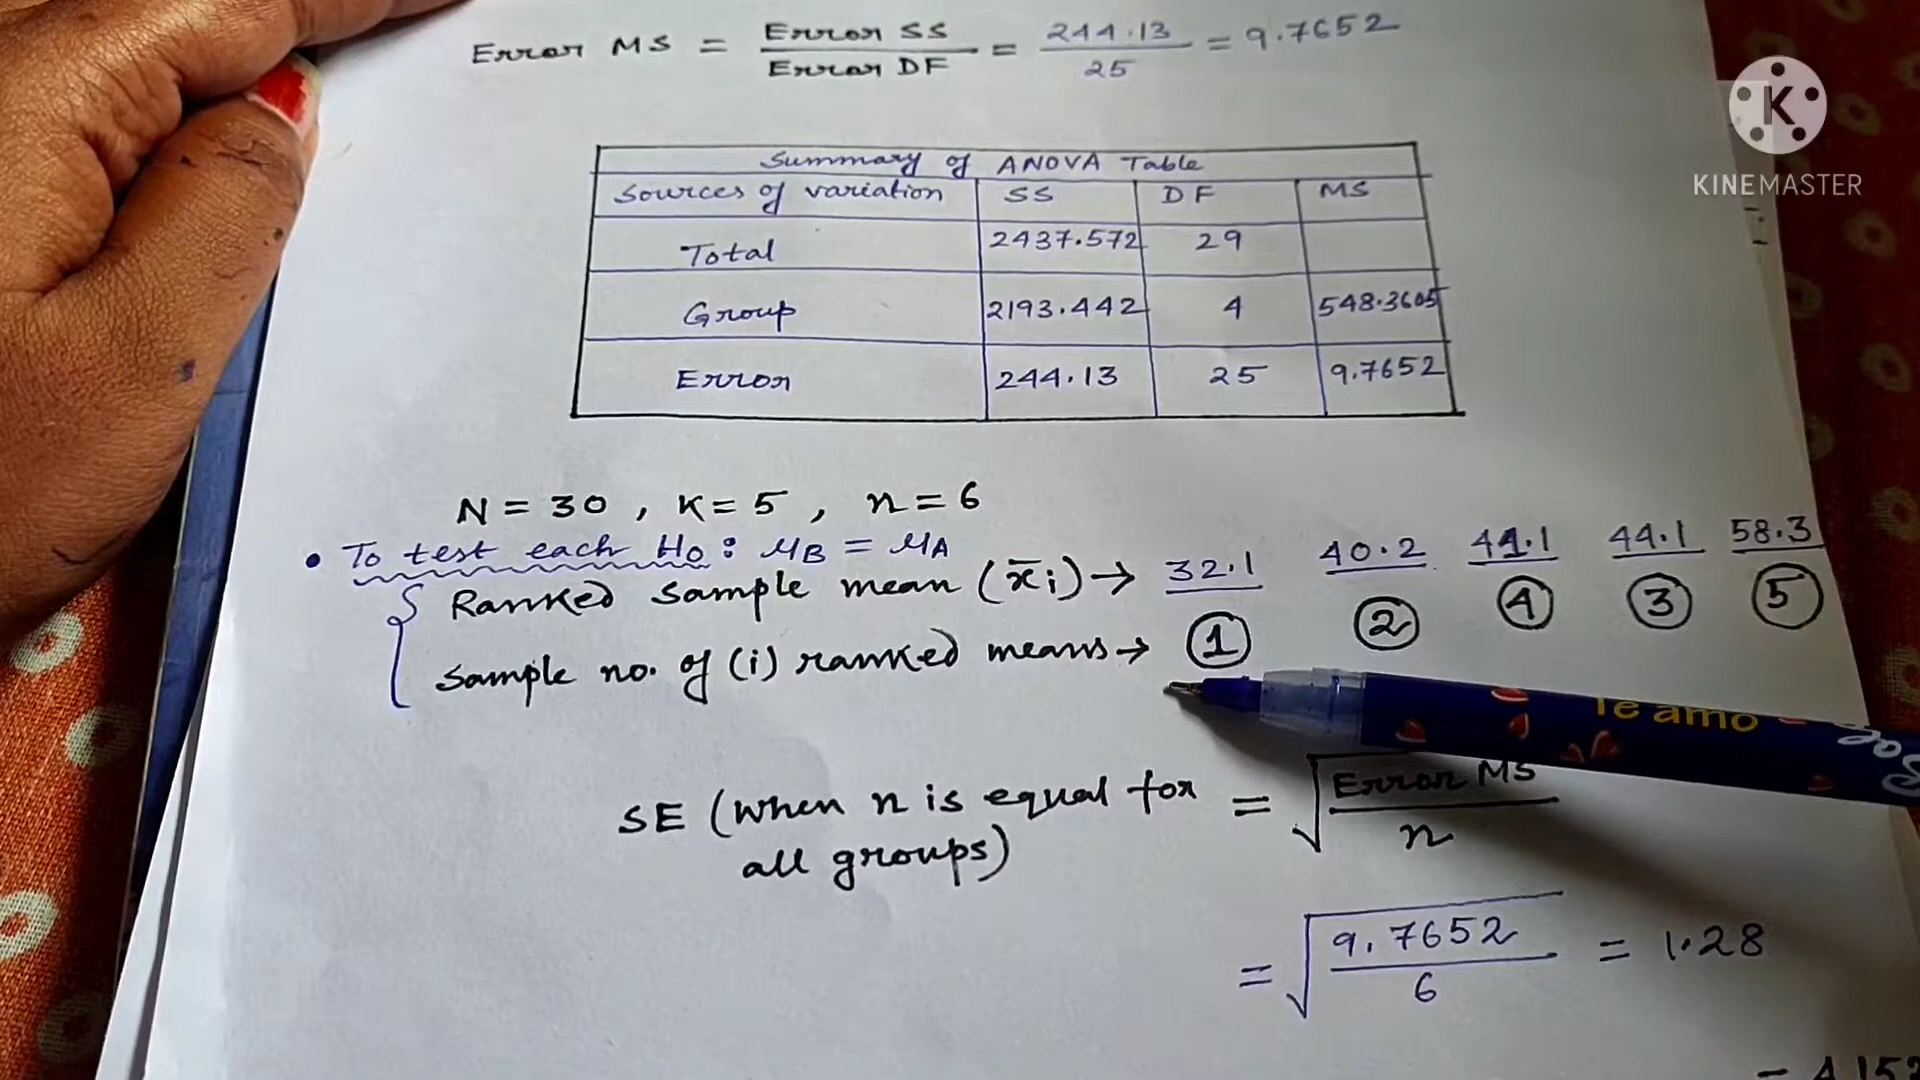 Error MS = Error SS / Error DF = 244.13 / 25 = 9.7652
KINEMASTER
Summary of ANOVA Table
Sources of variation SS DF MS
Total 2437.572 29
Group 2193.442 4 548.3605
Error 244.13 25 9.7652
N = 30 , K = 5 , n = 6
• To test each H0 : μB = μA
Ranked sample mean (x̄i) → 32.1 40.2 41.1 44.1 58.3
Sample no. of (i) ranked means → 1 2 4 3 5
Te amo
SE (when n is equal for all groups) = √ Error MS / n
= √ 9.7652 / 6 = 1.28